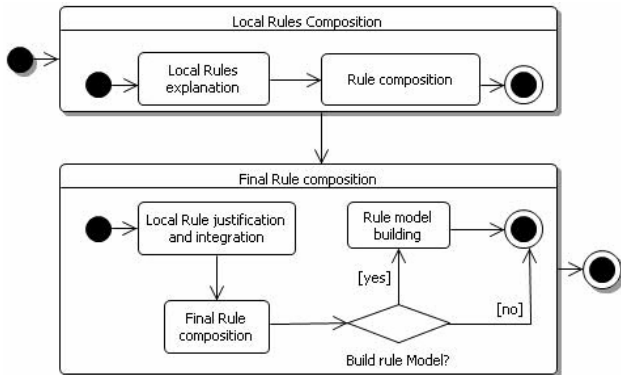 Local Rules Composition
Local Rules
explanation
Rule composition
Final Rule composition
Local Rule justification
and integration
Rule model
building
[yes]
[no]
Final Rule
composition
Build rule Model?